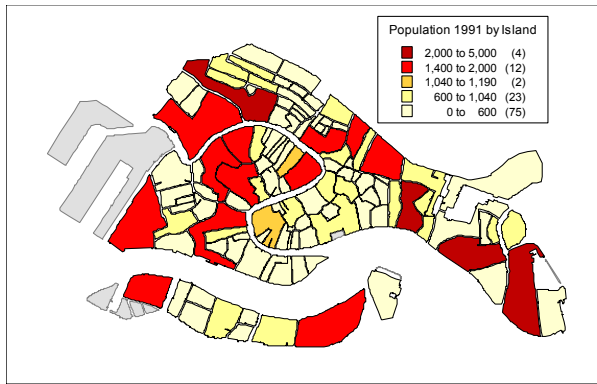 Population 1991 by Island
2,000 to 5,000 (4)
1,400 to 2,000 (12)
1,040 to 1,190 (2)
600 to 1,040 (23)
0 to 600 (75)